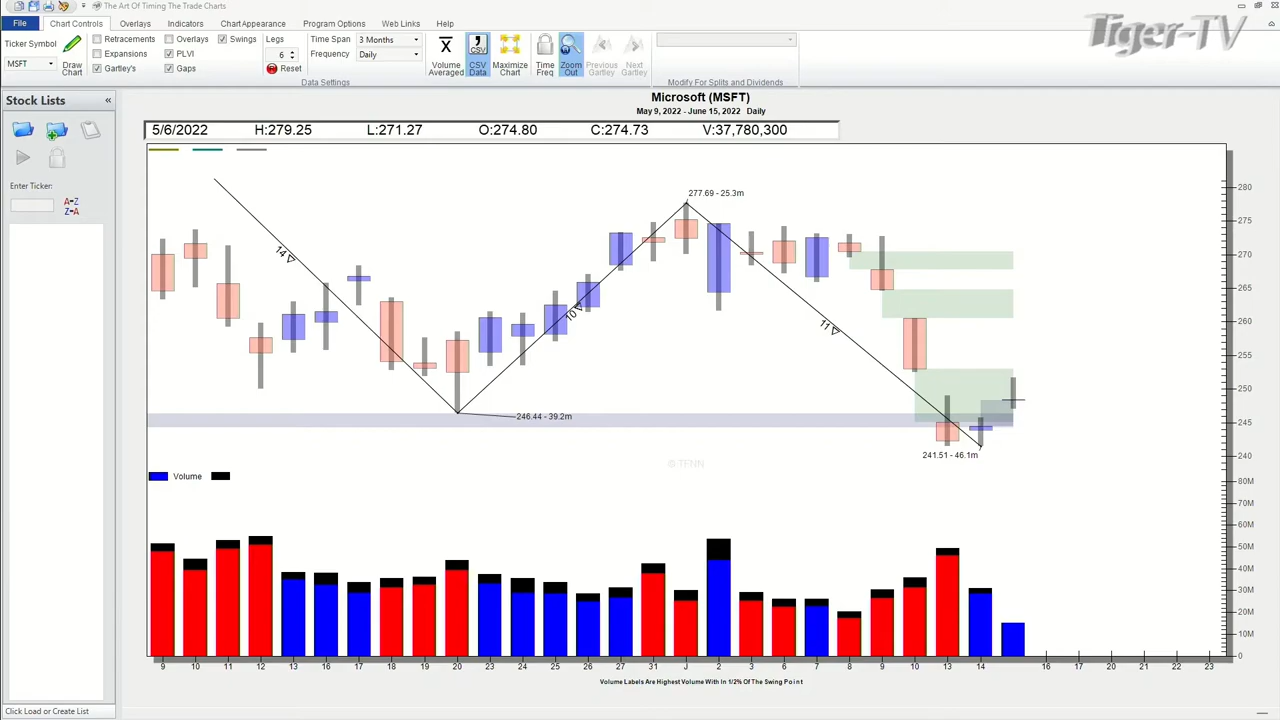 The Art Of Timing The Trade Charts
File Chart Controls Overlays Indicators Chart Appearance Program Options Web Links Help
Ticker Symbol
MSFT
Draw Chart
Retracements Overlays Swings
Expansions PLVI
Gartley's Gaps
Legs
6
Reset
Time Span 3 Months
Frequency Daily
Data Settings
Volume Averaged
CSV
CSV Data
Maximize Chart
Time Freq
Zoom Out
Previous Gartley
Next Gartley
Modify For Splits and Dividends
Tiger-TV
Stock Lists «
Enter Ticker:
A-Z
Z-A
Click Load or Create List
Microsoft (MSFT)
May 9, 2022 - June 15, 2022 Daily
5/6/2022 H:279.25 L:271.27 O:274.80 C:274.73 V:37,780,300
277.69 - 25.3m
14
10
11
246.44 - 39.2m
241.51 - 46.1m
© TFNN
280
275
270
265
260
255
250
245
240
Volume
80M
70M
60M
50M
40M
30M
20M
10M
0
9 10 11 12 13 16 17 18 19 20 23 24 25 26 27 31 1 2 3 6 7 8 9 10 13 14 16 17 20 21 22 23
Volume Labels Are Highest Volume With In 1/2% Of The Swing Point